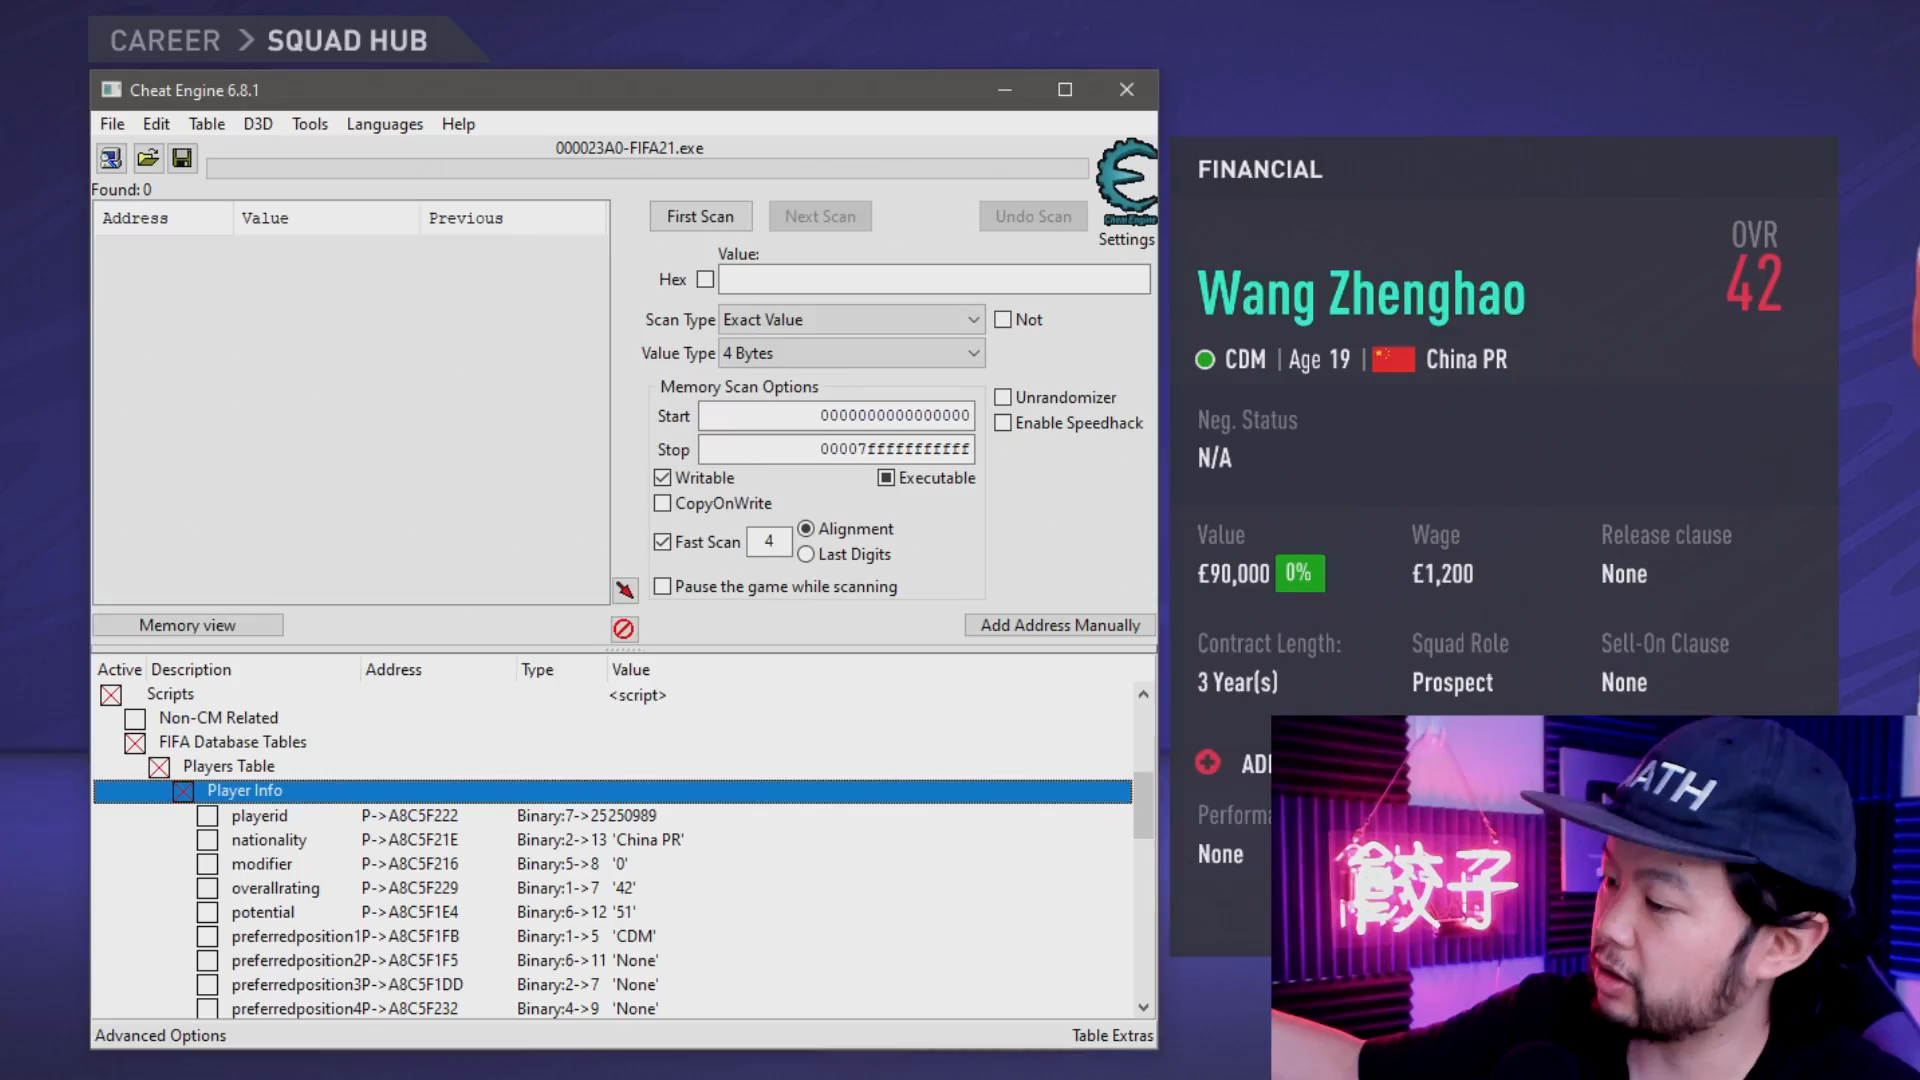 CAREER > SQUAD HUB
Cheat Engine 6.8.1
File Edit Table D3D Tools Languages Help
000023A0-FIFA21.exe
Found: 0
Address Value Previous
First Scan Next Scan Undo Scan
Cheat Engine
Settings
Value:
Hex
Scan Type Exact Value Not
Value Type 4 Bytes
Memory Scan Options
Start 0000000000000000
Unrandomizer
Enable Speedhack
Stop 00007fffffffffff
Writable Executable
CopyOnWrite
Fast Scan 4 Alignment
Last Digits
Pause the game while scanning
Memory view Add Address Manually
Active Description Address Type Value
Scripts <script>
Non-CM Related
FIFA Database Tables
Players Table
Player Info
playerid P->A8C5F222 Binary:7->25250989
nationality P->A8C5F21E Binary:2->13 'China PR'
modifier P->A8C5F216 Binary:5->8 '0'
overallrating P->A8C5F229 Binary:1->7 '42'
potential P->A8C5F1E4 Binary:6->12 '51'
preferredposition1P->A8C5F1FB Binary:1->5 'CDM'
preferredposition2P->A8C5F1F5 Binary:6->11 'None'
preferredposition3P->A8C5F1DD Binary:2->7 'None'
preferredposition4P->A8C5F232 Binary:4->9 'None'
Advanced Options Table Extras
FINANCIAL
OVR
42
Wang Zhenghao
CDM | Age 19 | China PR
Neg. Status
N/A
Value Wage Release clause
£90,000 0% £1,200 None
Contract Length: Squad Role Sell-On Clause
3 Year(s) Prospect None
ADI
Performa
None
餃子
ATH